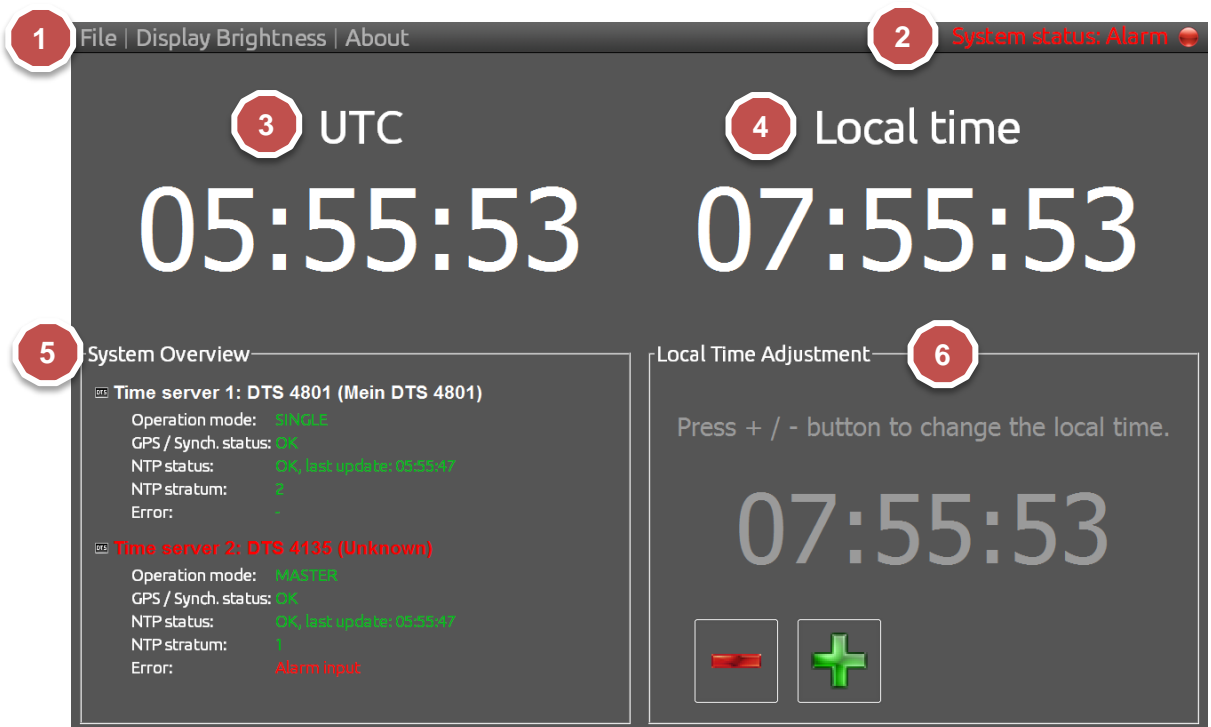 1 File | Display Brightness | About 2 System status: Alarm
3 UTC 4 Local time
05:55:53 07:55:53
5 System Overview
DTS Time server 1: DTS 4801 (Mein DTS 4801)
Operation mode: SINGLE
GPS / Synch. status: OK
NTP status: OK, last update: 05:55:47
NTP stratum: 2
Error: -
DTS Time server 2: DTS 4135 (Unknown)
Operation mode: MASTER
GPS / Synch. status: OK
NTP status: OK, last update: 05:55:47
NTP stratum: 1
Error: Alarm input
Local Time Adjustment 6
Press + / - button to change the local time.
07:55:53